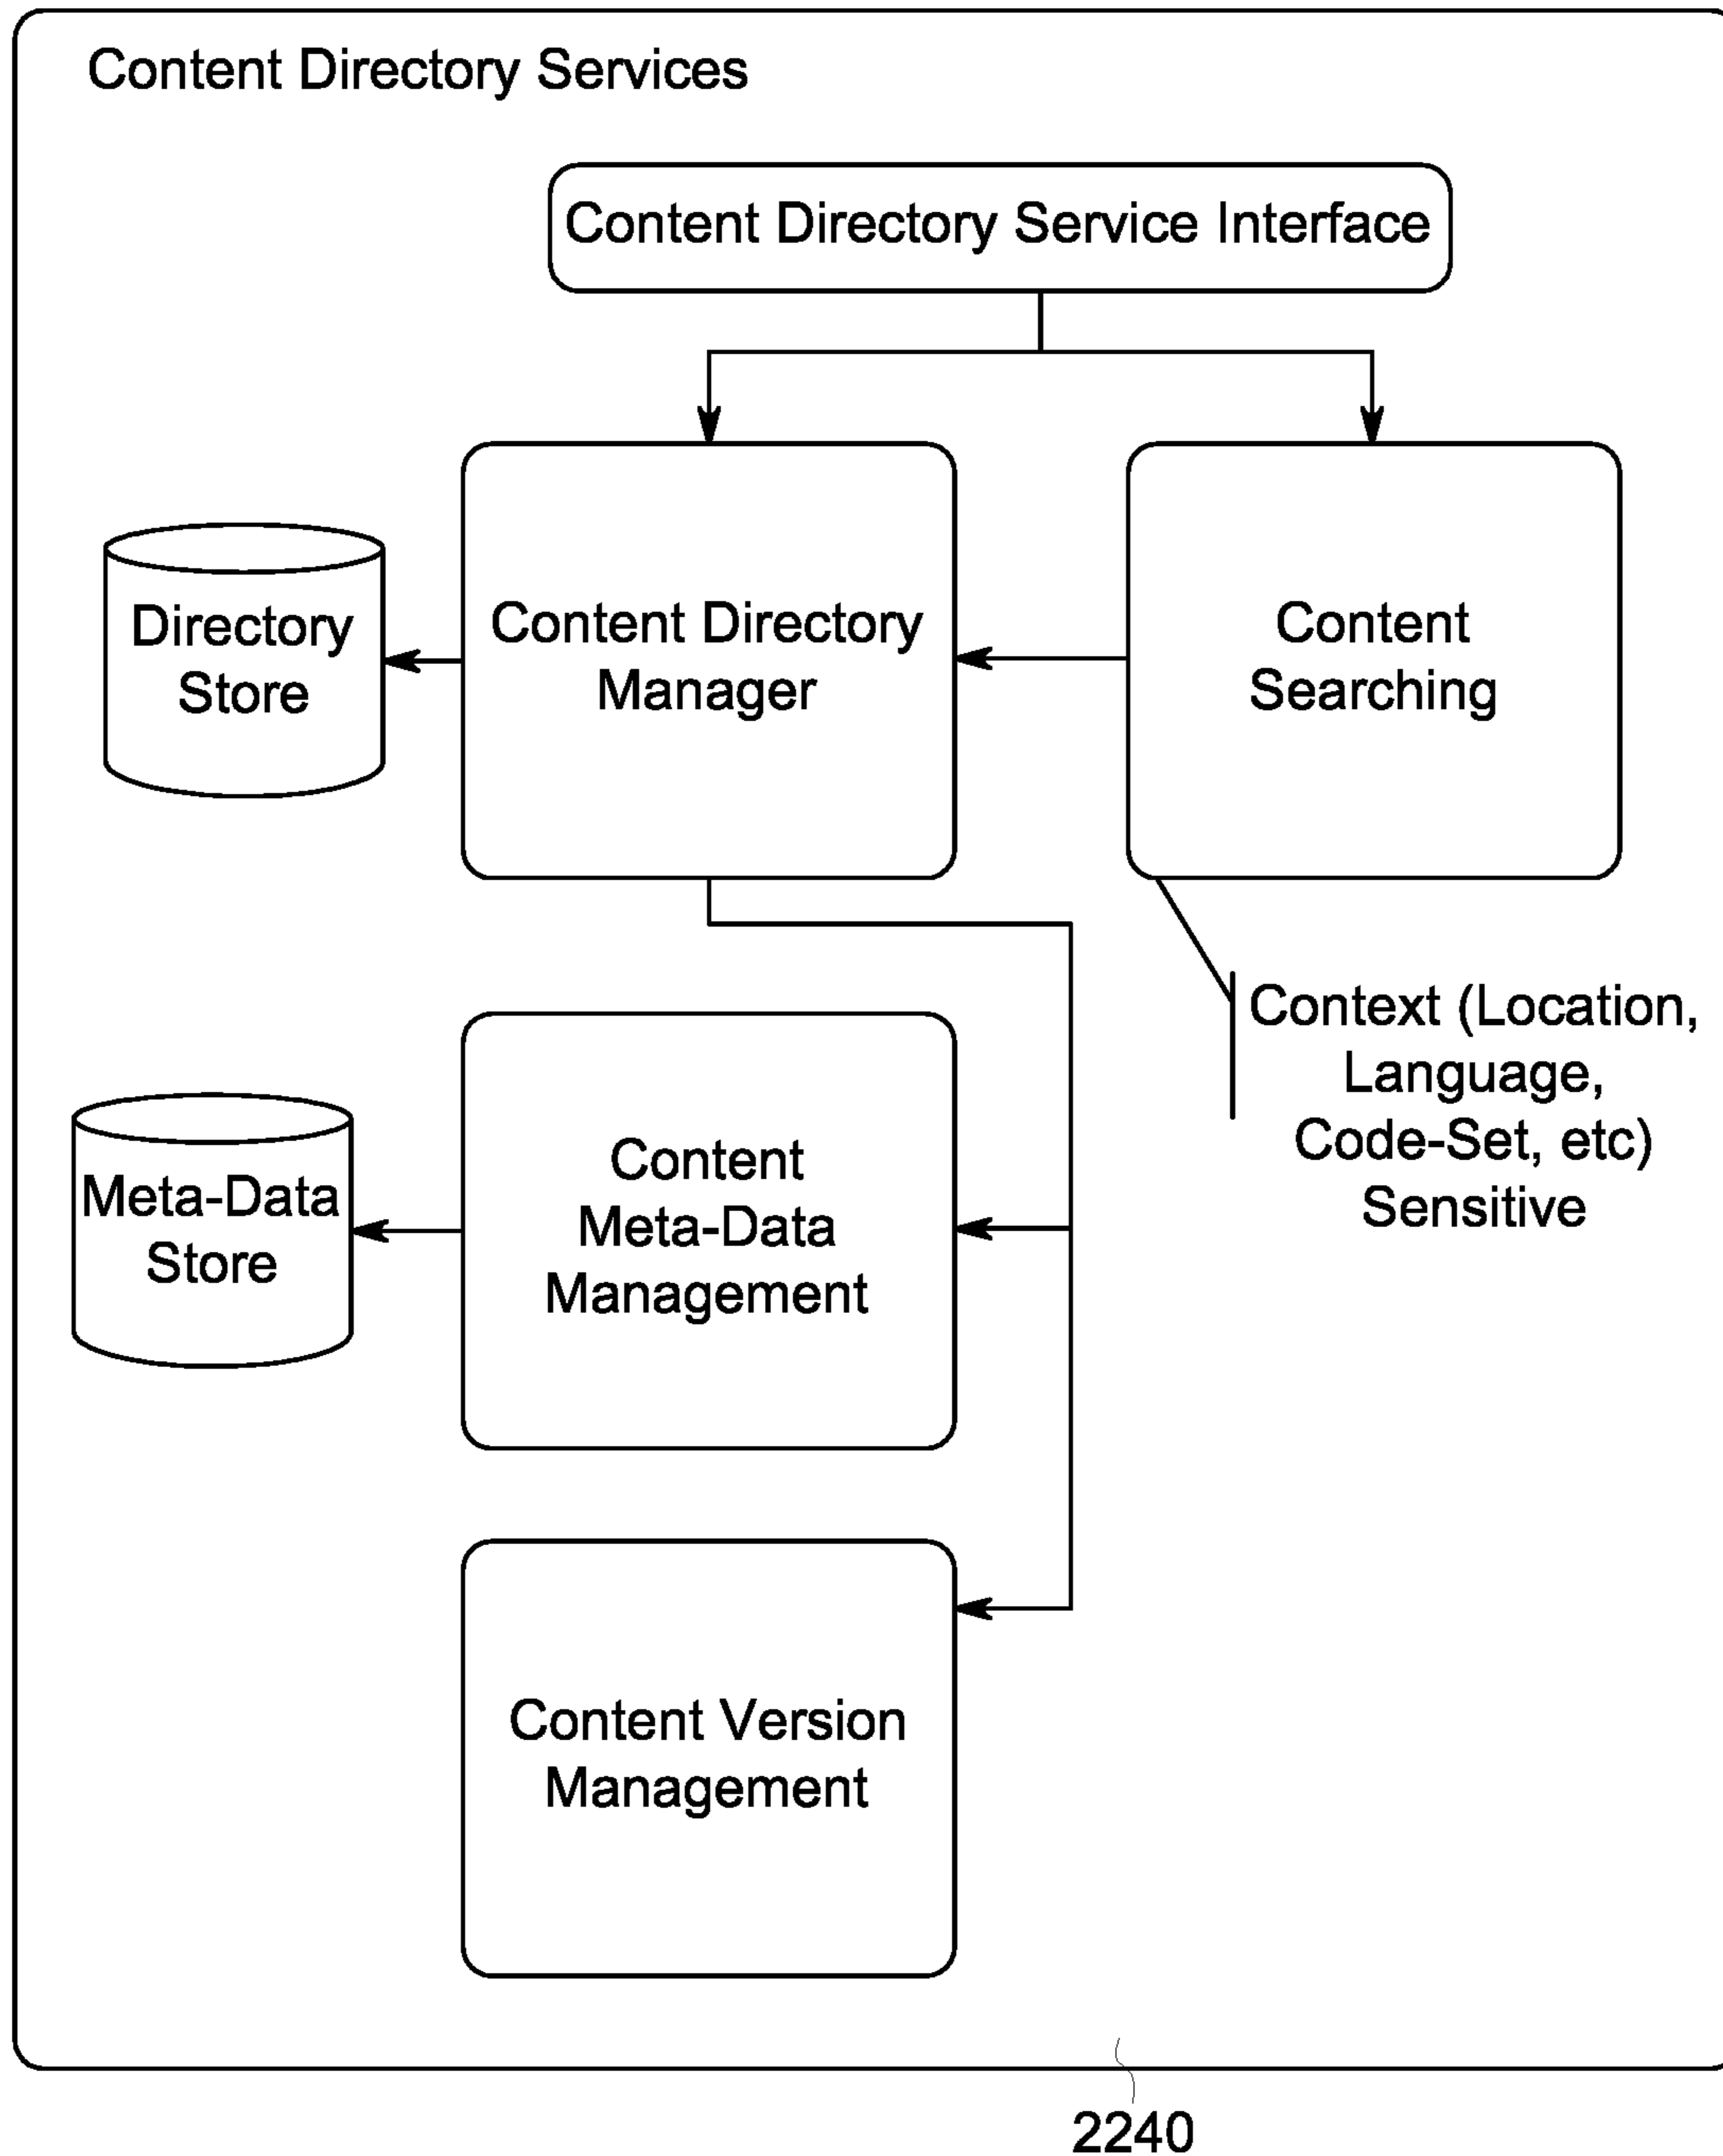 Content Directory Services
Content Directory Service Interface
Directory
Store
Content Directory
Manager
Content
Searching
Context (Location,
Language,
Code-Set, etc)
Sensitive
Meta-Data
Store
Content
Meta-Data
Management
Content Version
Management
2240